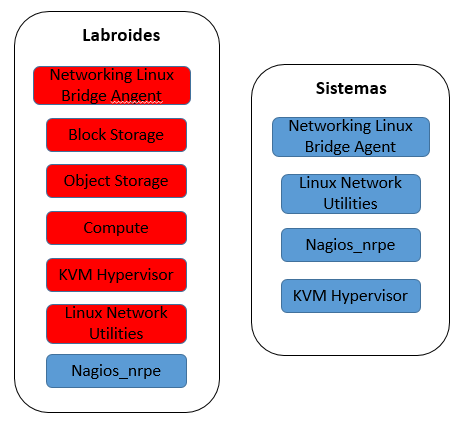 Labroides
Networking Linux
Bridge Angent
Block Storage
Object Storage
Compute
KVM Hypervisor
Linux Network
Utilities
Nagios_nrpe
Sistemas
Networking Linux
Bridge Agent
Linux Network
Utilities
Nagios_nrpe
KVM Hypervisor